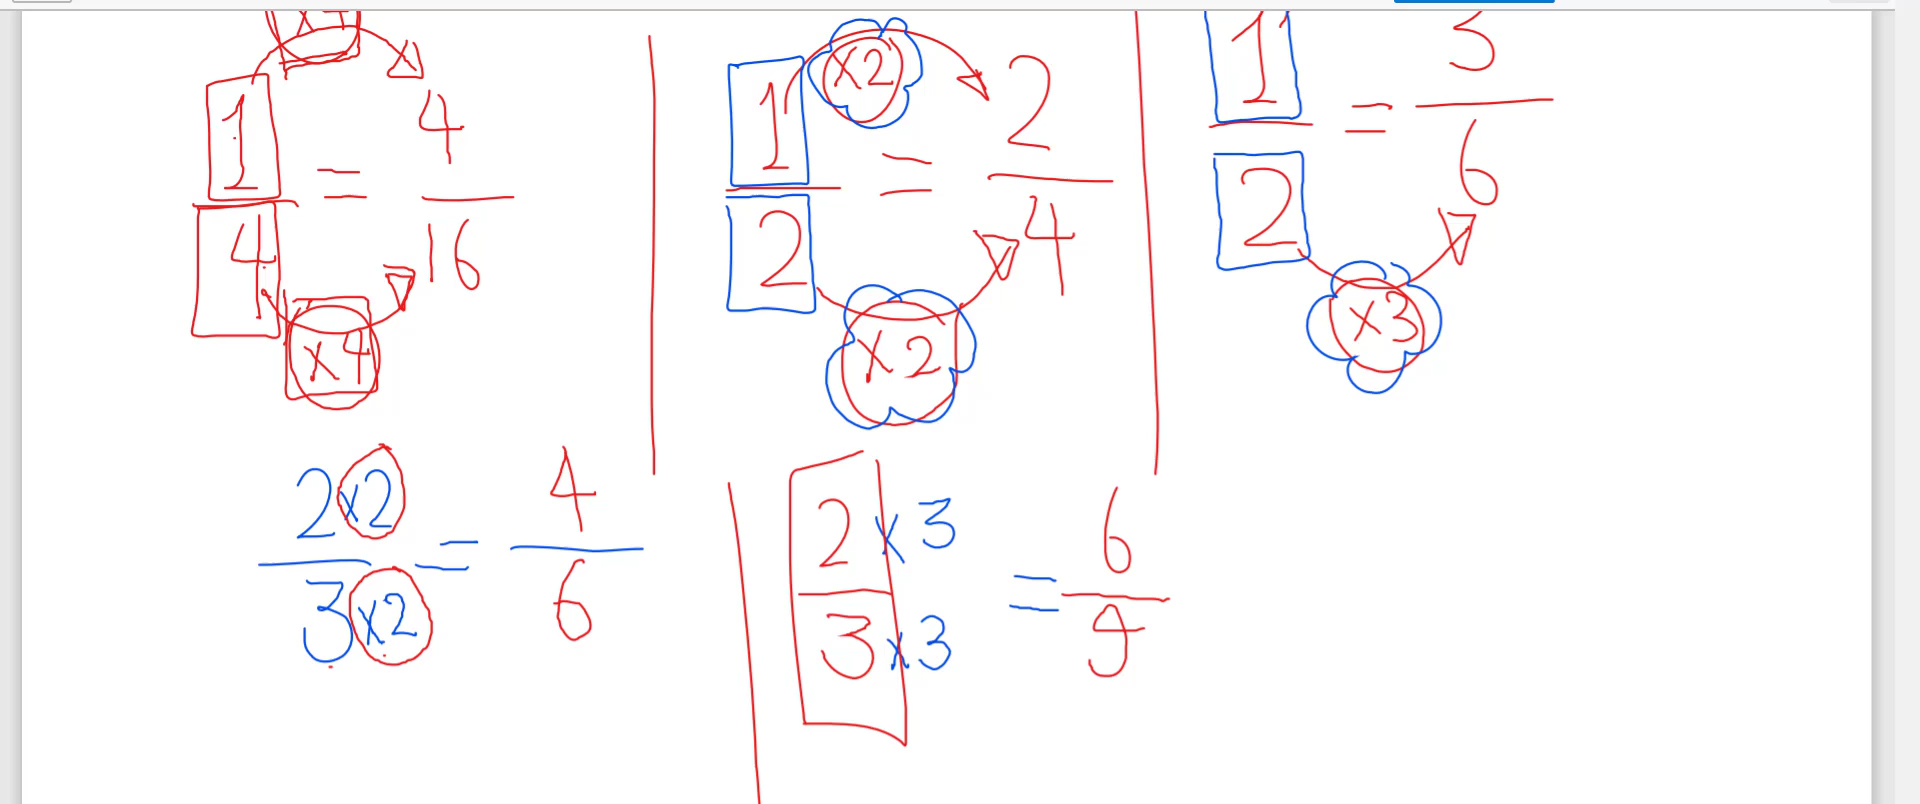 ×4
1/4 = 4/16
×4
×2
1/2 = 2/4
×2
1/2 = 3/6
×3
2×2/3×2 = 4/6
2×3/3×3 = 6/9